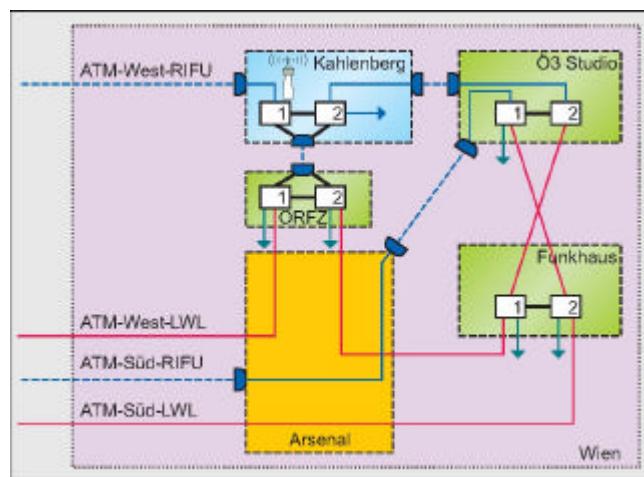 ATM-West-RIFU
Kahlenberg
Ö3 Studio
1 2
1 2
1 2
ORFZ
Funkhaus
1 2
ATM-West-LWL
ATM-Süd-RIFU
ATM-Süd-LWL
Arsenal
Wien